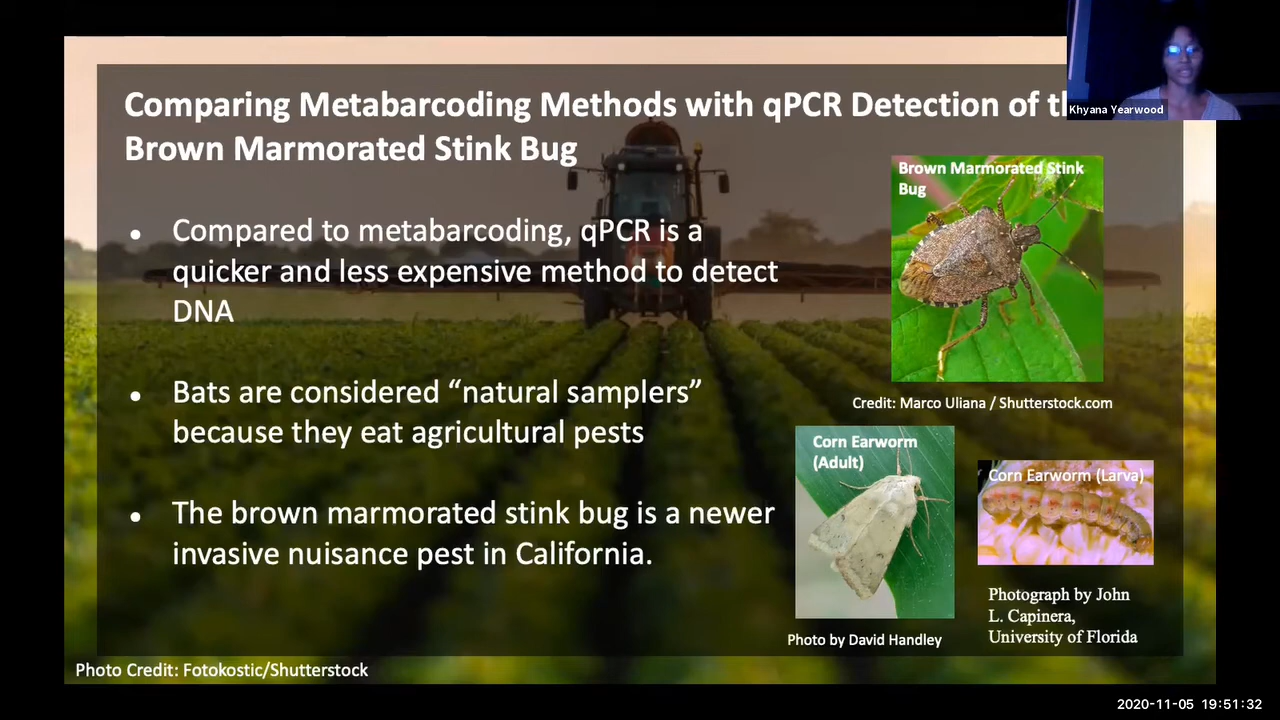 Comparing Metabarcoding Methods with qPCR Detection of
Brown Marmorated Stink Bug
Khyana Yearwood
• Compared to metabarcoding, qPCR is a
quicker and less expensive method to detect
DNA
• Bats are considered “natural samplers”
because they eat agricultural pests
• The brown marmorated stink bug is a newer
invasive nuisance pest in California.
Brown Marmorated Stink
Bug
Credit: Marco Uliana / Shutterstock.com
Corn Earworm
(Adult)
Photo by David Handley
Corn Earworm (Larva)
Photograph by John
L. Capinera,
University of Florida
Photo Credit: Fotokostic/Shutterstock
2020-11-05 19:51:32